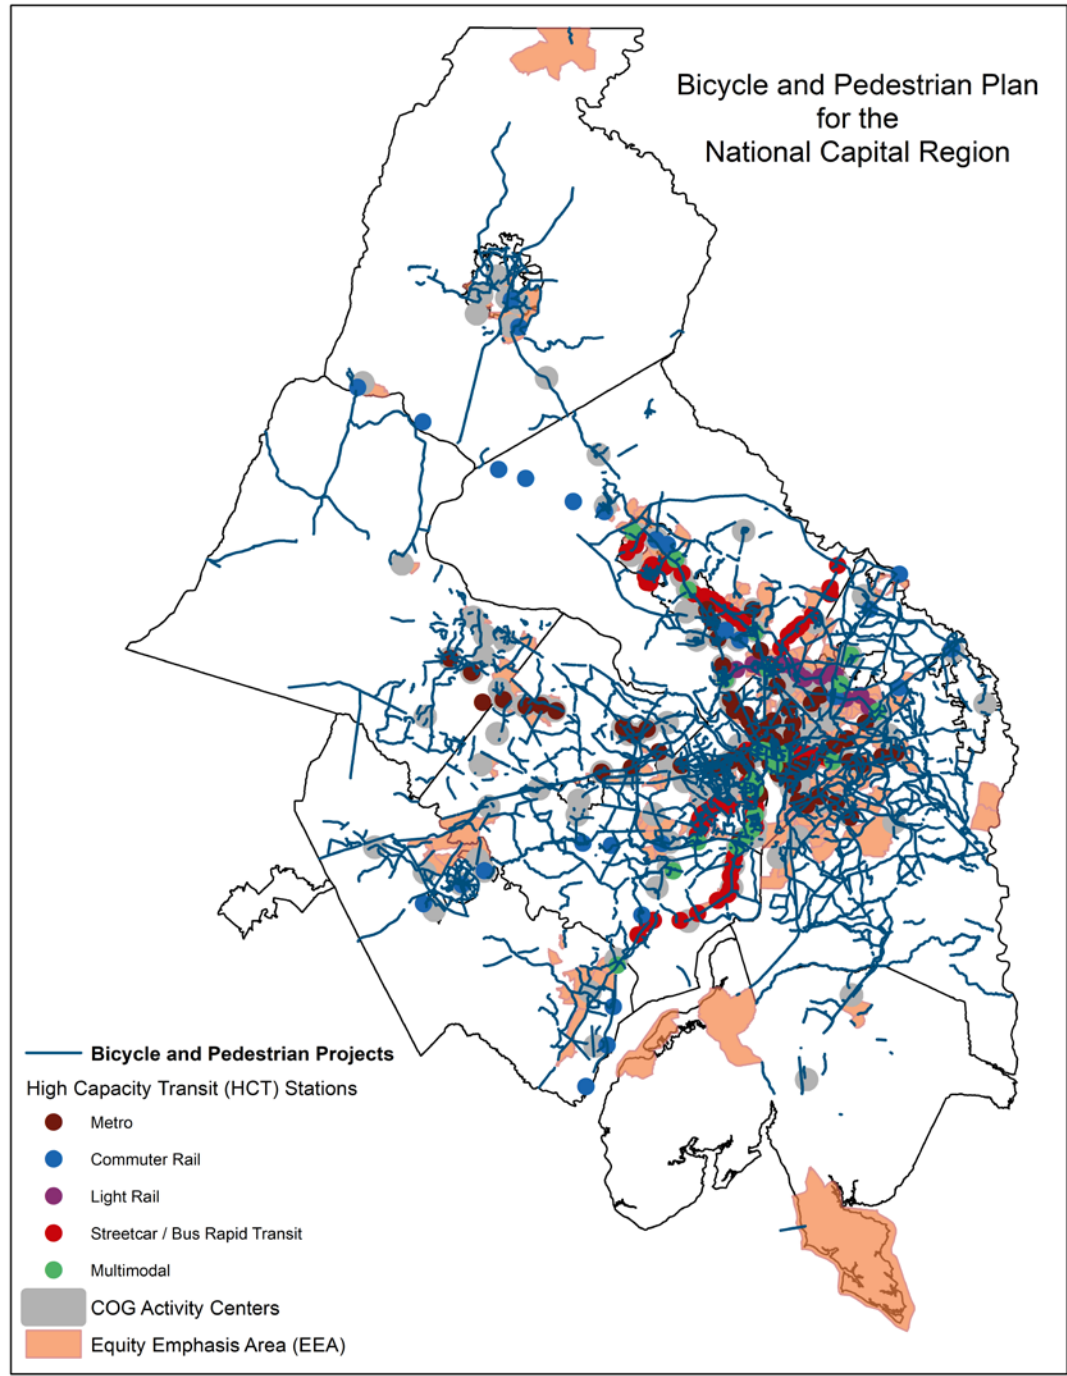 Bicycle and Pedestrian Plan
for the
National Capital Region
Bicycle and Pedestrian Projects
High Capacity Transit (HCT) Stations
Metro
Commuter Rail
Light Rail
Streetcar / Bus Rapid Transit
Multimodal
COG Activity Centers
Equity Emphasis Area (EEA)